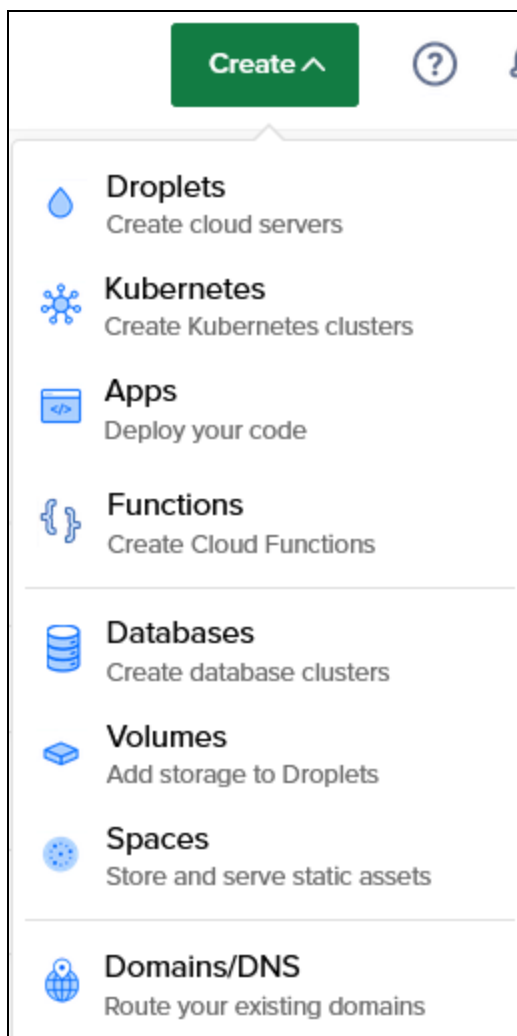 Create
Droplets
Create cloud servers
Kubernetes
Create Kubernetes clusters
Apps
</>
Deploy your code
Functions
Create Cloud Functions
Databases
Create database clusters
Volumes
Add storage to Droplets
Spaces
Store and serve static assets
Domains/DNS
Route your existing domains